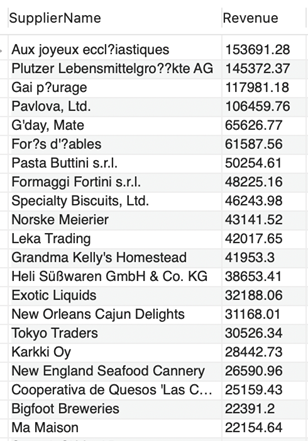 SupplierName Revenue
Aux joyeux eccl?iastiques 153691.28
Plutzer Lebensmittelgro??kte AG 145372.37
Gai p?urage 117981.18
Pavlova, Ltd. 106459.76
G'day, Mate 65626.77
For?s d'?ables 61587.56
Pasta Buttini s.r.l. 50254.61
Formaggi Fortini s.r.l. 48225.16
Specialty Biscuits, Ltd. 46243.98
Norske Meierier 43141.52
Leka Trading 42017.65
Grandma Kelly's Homestead 41953.3
Heli Süßwaren GmbH & Co. KG 38653.41
Exotic Liquids 32188.06
New Orleans Cajun Delights 31168.01
Tokyo Traders 30526.34
Karkki Oy 28442.73
New England Seafood Cannery 26590.96
Cooperativa de Quesos 'Las C... 25159.43
Bigfoot Breweries 22391.2
Ma Maison 22154.64